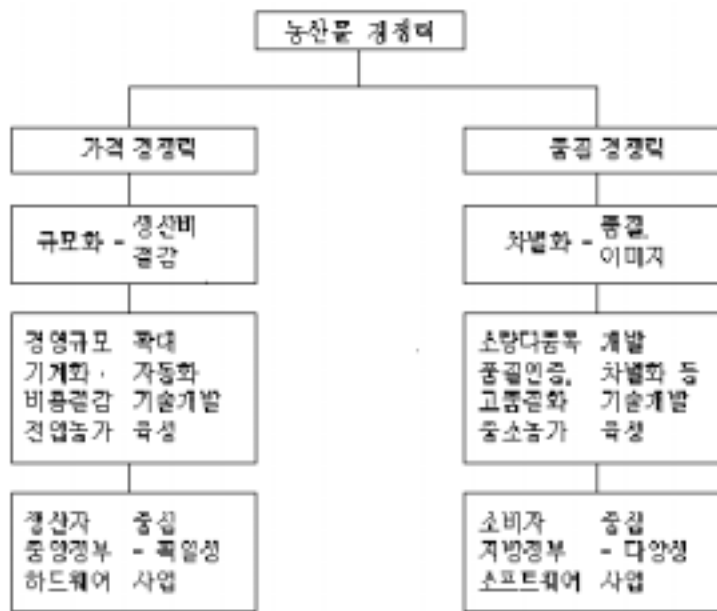 농산물 경쟁력
가격 경쟁력
규모화 - 생산비
절감
경영규모 확대
기계화 · 자동화
비용절감 기술개발
전업농가 육성
생산자 중심
중앙정부 - 획일성
하드웨어 사업
품질 경쟁력
차별화 - 품질,
이미지
소량다품목 개발
품질인증, 차별화 등
고품질화 기술개발
중소농가 육성
소비자 중심
지방정부 - 다양성
소프트웨어 사업